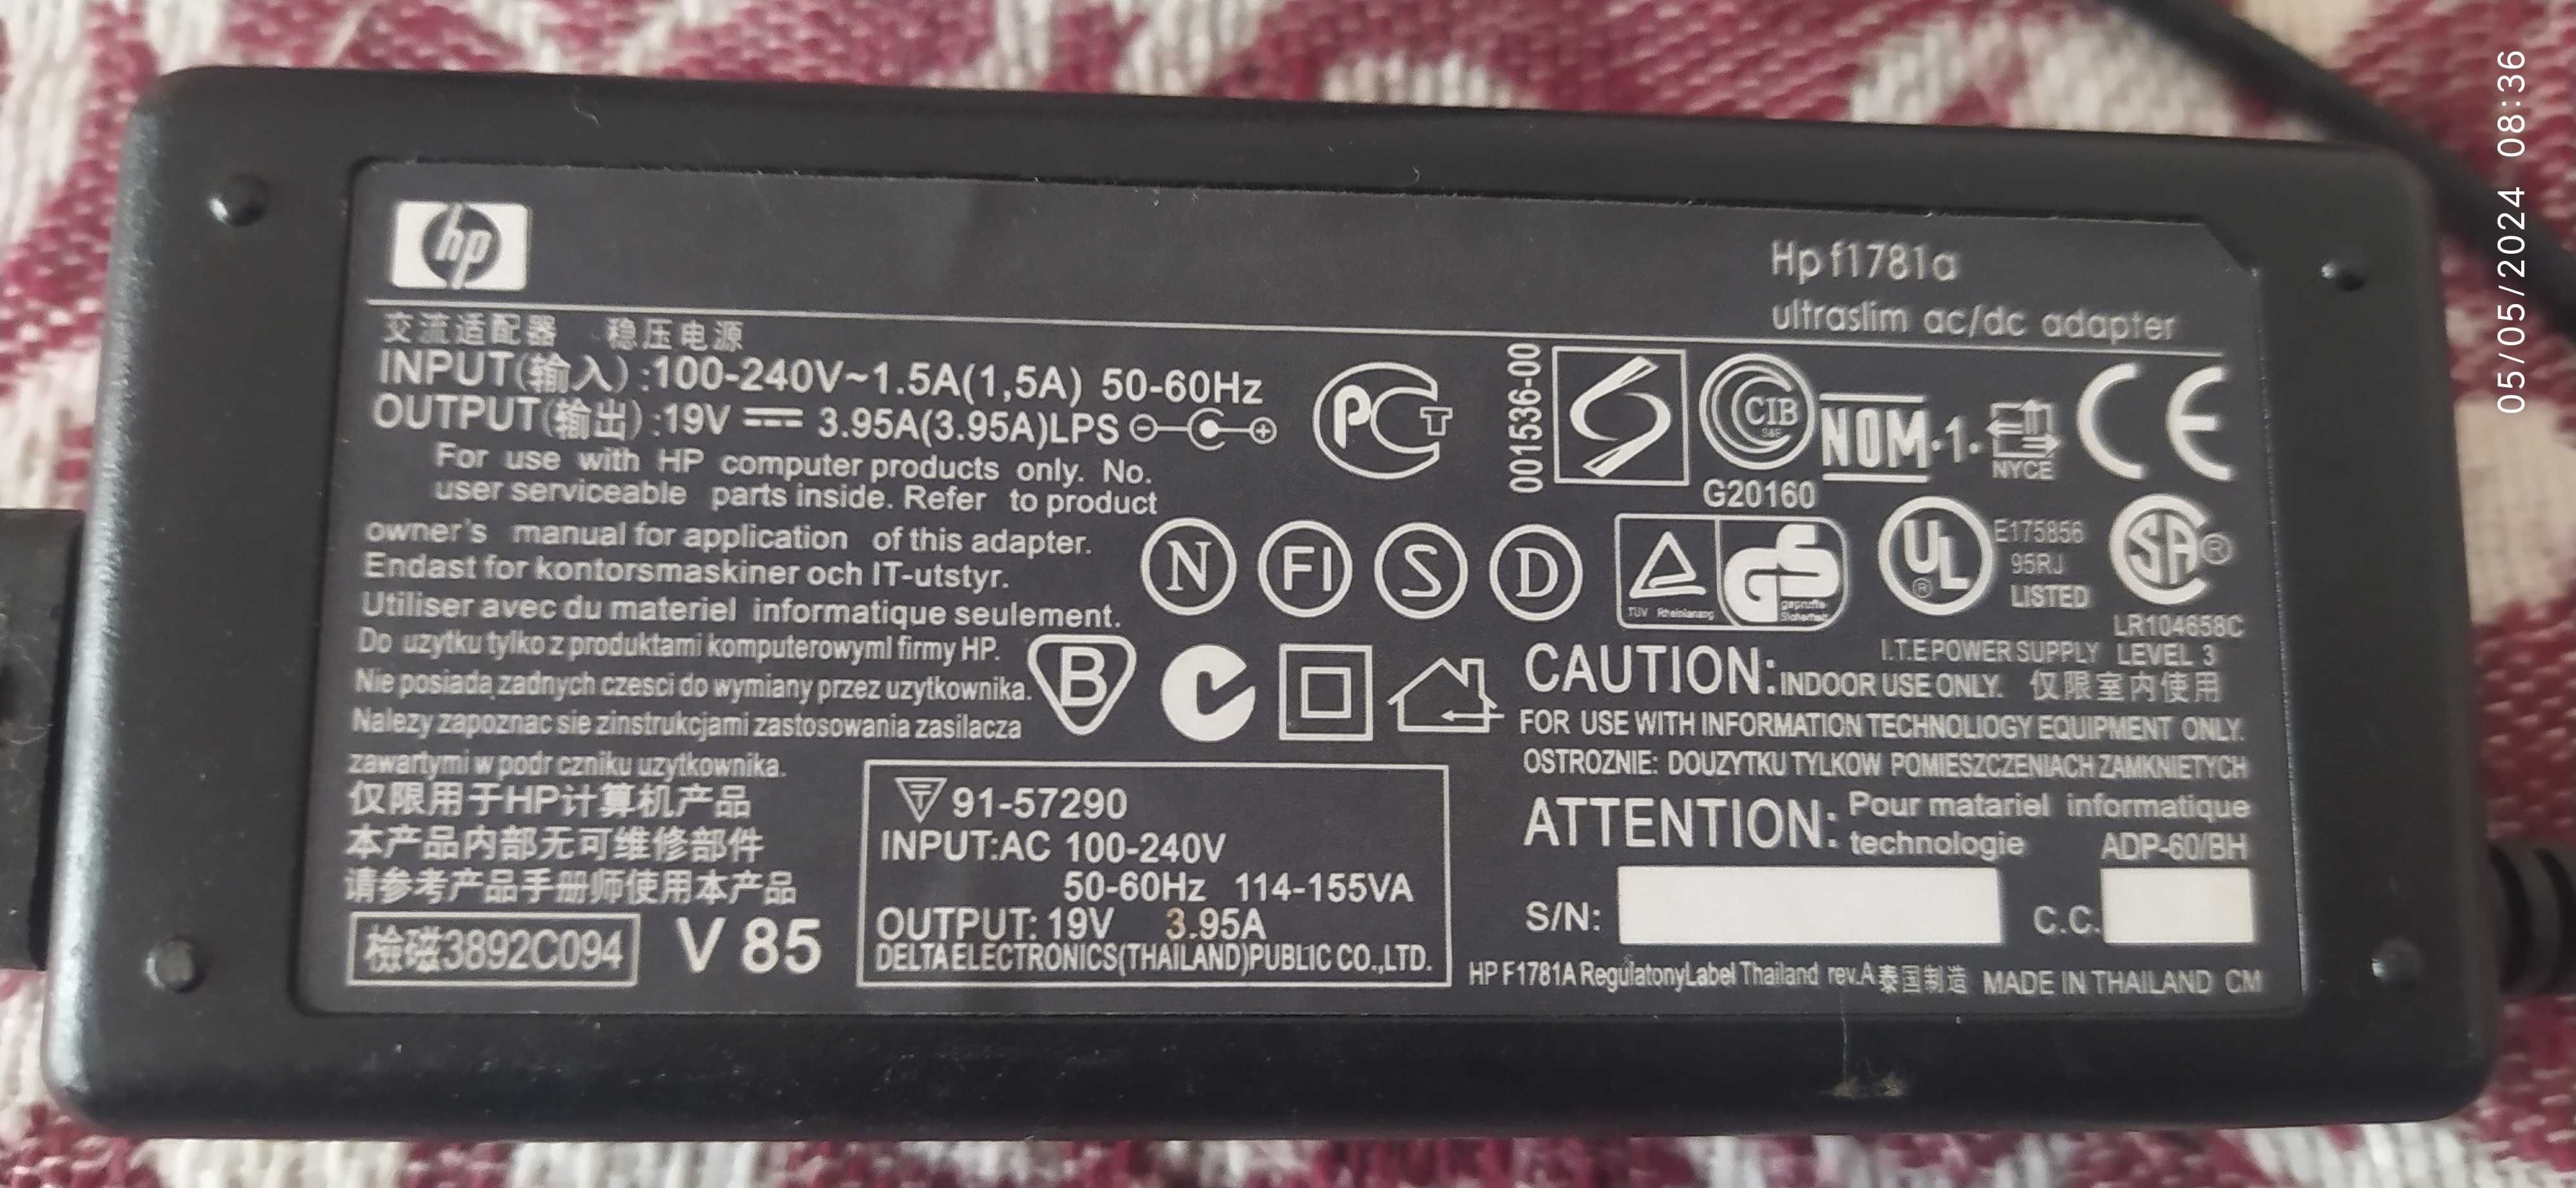 hp
Hp f1781a
ultraslim ac/dc adapter
交流适配器 稳压电源
INPUT(输入):100-240V~1.5A(1,5A) 50-60Hz
OUTPUT(输出):19V ⎓ 3.95A(3.95A)LPS
For use with HP computer products only. No.
user serviceable parts inside. Refer to product
owner's manual for application of this adapter.
Endast for kontorsmaskiner och IT-utstyr.
Utiliser avec du materiel informatique seulement.
Do uzytku tylko z produktami komputerowyml firmy HP.
Nie posiada zadnych czesci do wymiany przez uzytkownika.
Nalezy zapoznac sie zinstrukcjami zastosowania zasilacza
zawartymi w podr czniku uzytkownika.
仅限用于HP计算机产品
本产品内部无可维修部件
请参考产品手册师使用本产品
檢磁3892C094
V 85
PCT
001536-00
CIB
S&E
G20160
NOM-1-
NYCE
CE
N FI S D
TUV Rheinlang
GS
geprufte
Sicherheit
UL
®
E175856
95RJ
LISTED
SA®
LR104658C
I.T.E POWER SUPPLY LEVEL 3
B
91-57290
INPUT:AC 100-240V
50-60Hz 114-155VA
OUTPUT: 19V 3.95A
DELTA ELECTRONICS(THAILAND)PUBLIC CO.,LTD.
CAUTION: INDOOR USE ONLY. 仅限室内使用
FOR USE WITH INFORMATION TECHNOLIOGY EQUIPMENT ONLY.
OSTROZNIE: DOUZYTKU TYLKOW POMIESZCZENIACH ZAMKNIETYCH
ATTENTION: Pour matariel informatique
technologie
ADP-60/BH
S/N:
C.C.
HP F1781A RegulatonyLabel Thailand rev.A 泰国制造 MADE IN THAILAND CM
05/05/2024 08:36